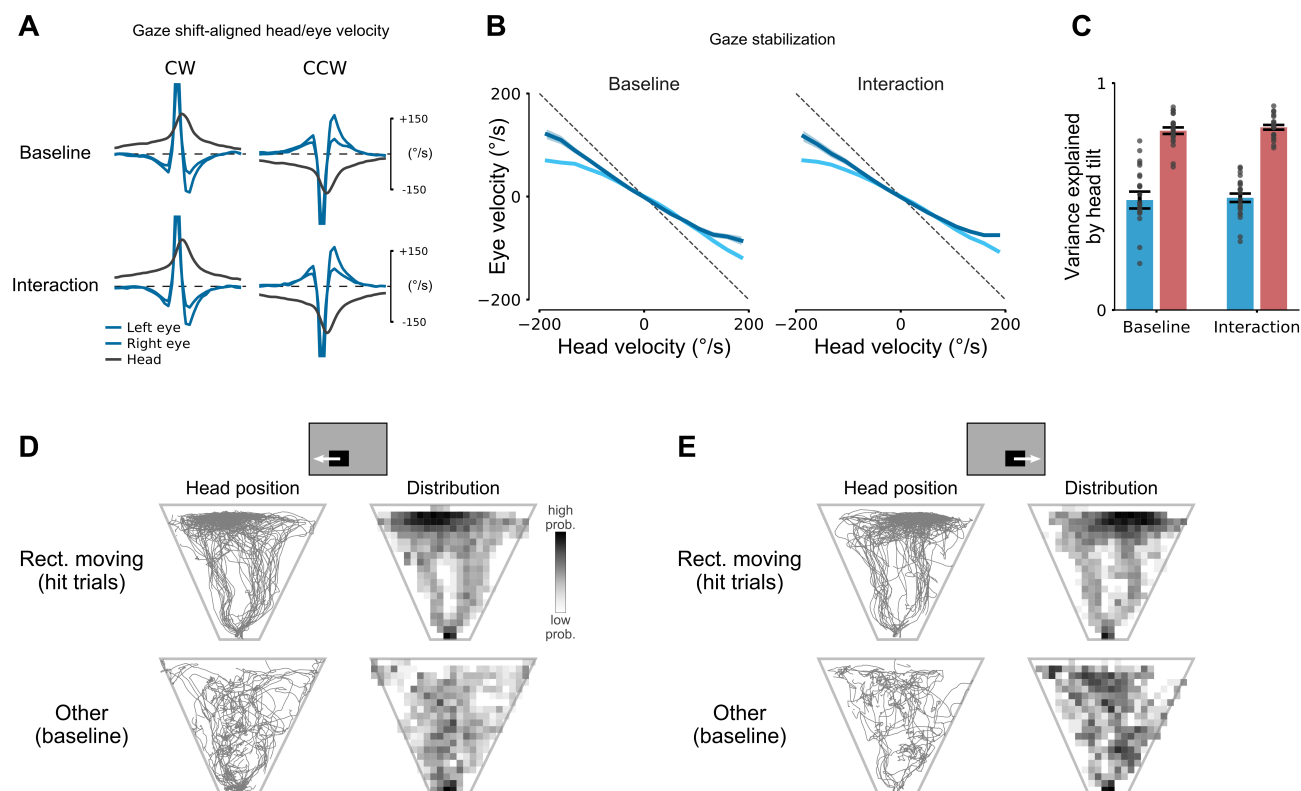 A
Gaze shift-aligned head/eye velocity
CW
CCW
Baseline
+150
(°/s)
-150
Interaction
+150
(°/s)
-150
Left eye
Right eye
Head
B
Gaze stabilization
Baseline
Interaction
Eye velocity (°/s)
200
0
−200
−200
0
200
Head velocity (°/s)
−200
0
200
Head velocity (°/s)
C
Variance explained
by head tilt
1
0
Baseline
Interaction
D
Head position
Distribution
Rect. moving
(hit trials)
high
prob.
low
prob.
Other
(baseline)
E
Head position
Distribution
Rect. moving
(hit trials)
Other
(baseline)